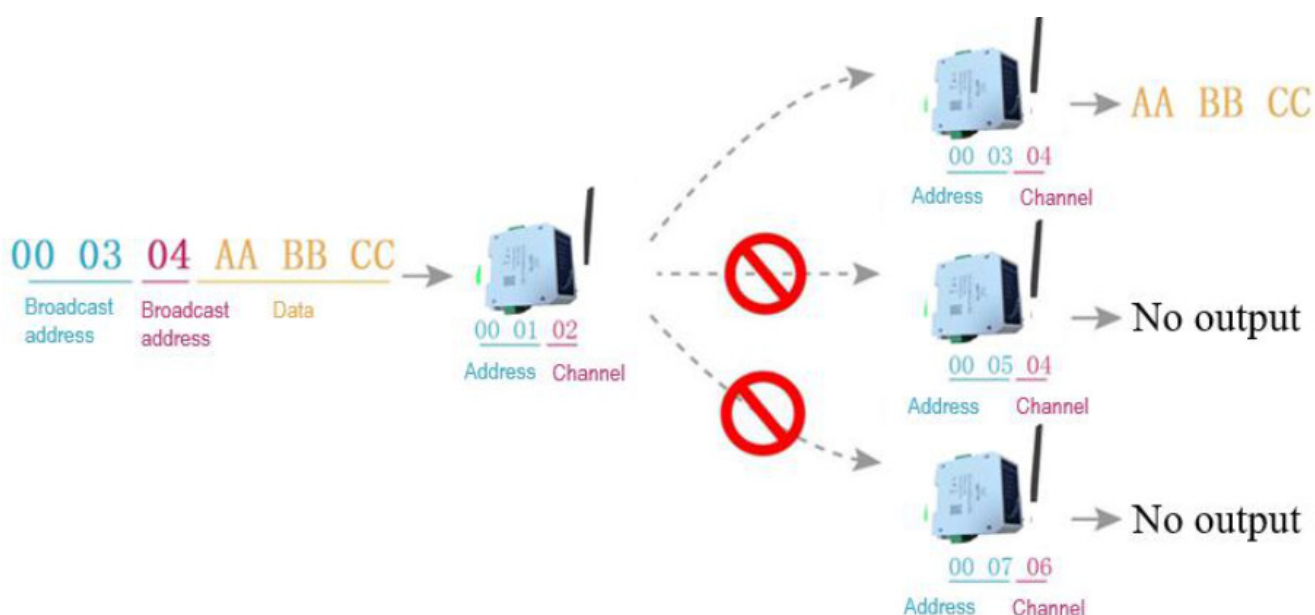 00 03 04 AA BB CC
Broadcast address
Broadcast address
Data
00 01 02
Address Channel
00 03 04
Address Channel
AA BB CC
00 05 04
Address Channel
No output
00 07 06
Address Channel
No output